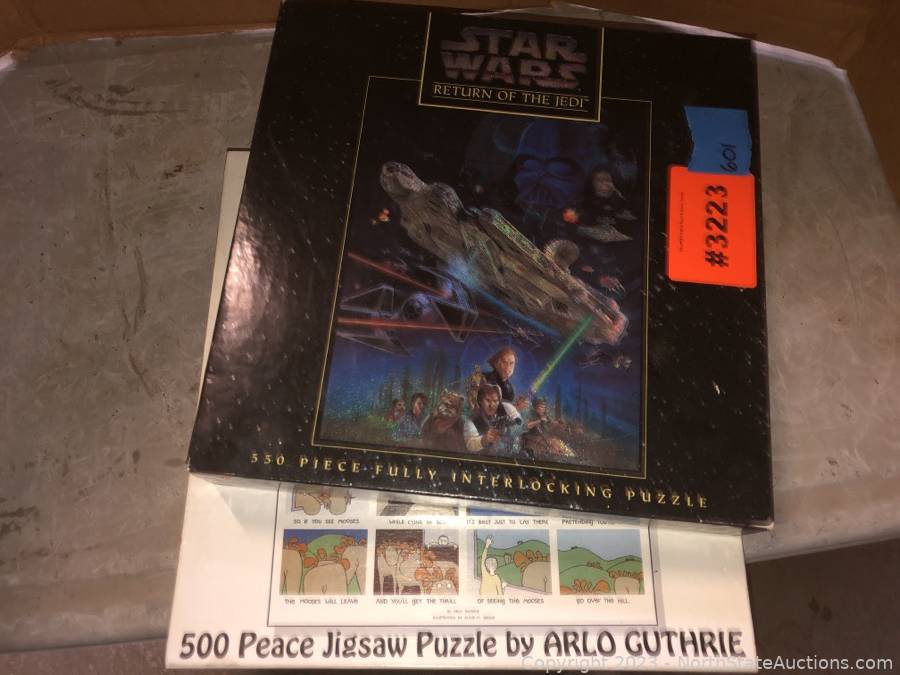 STAR
WARS
RETURN OF THE JEDI
601
#3223
550 PIECE FULLY INTERLOCKING PUZZLE
SO IF YOU SEE MOOSES
WHILE
IT'S BEST JUST TO LAY THERE
THE MOOSES WILL LEAVE
AND YOU'LL GET THE THRILL
OF SEEING THE MOOSES
GO OVER THE HILL.
500 Peace Jigsaw Puzzle by ARLO GUTHRIE
Copyright 2023 - NorthStateAuctions.com